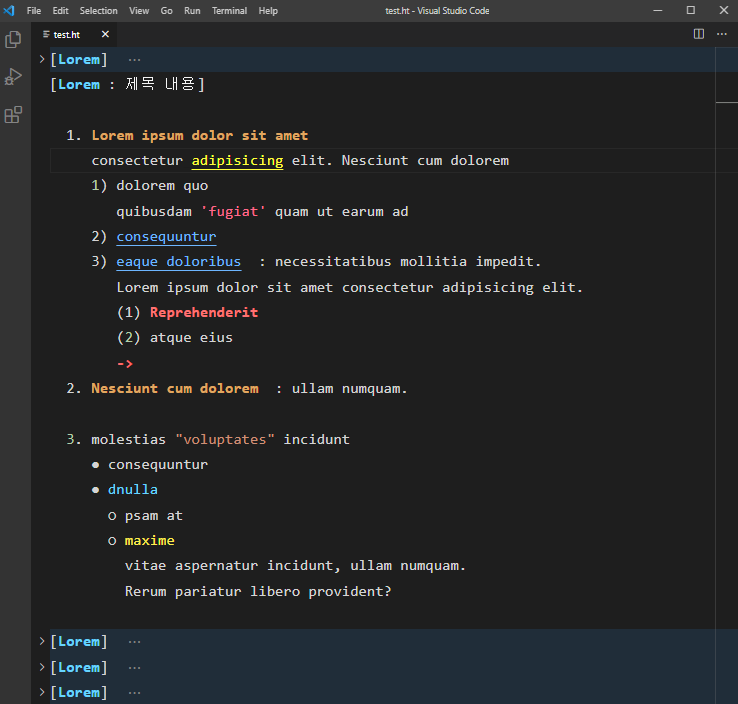 File Edit Selection View Go Run Terminal Help test.ht - Visual Studio Code
test.ht
[Lorem] ...
[Lorem : 제목 내용]
1. Lorem ipsum dolor sit amet
consectetur adipisicing elit. Nesciunt cum dolorem
1) dolorem quo
quibusdam 'fugiat' quam ut earum ad
2) consequuntur
3) eaque doloribus : necessitatibus mollitia impedit.
Lorem ipsum dolor sit amet consectetur adipisicing elit.
(1) Reprehenderit
(2) atque eius
->
2. Nesciunt cum dolorem : ullam numquam.
3. molestias "voluptates" incidunt
● consequuntur
● dnulla
○ psam at
○ maxime
vitae aspernatur incidunt, ullam numquam.
Rerum pariatur libero provident?
[Lorem] ...
[Lorem] ...
[Lorem] ...